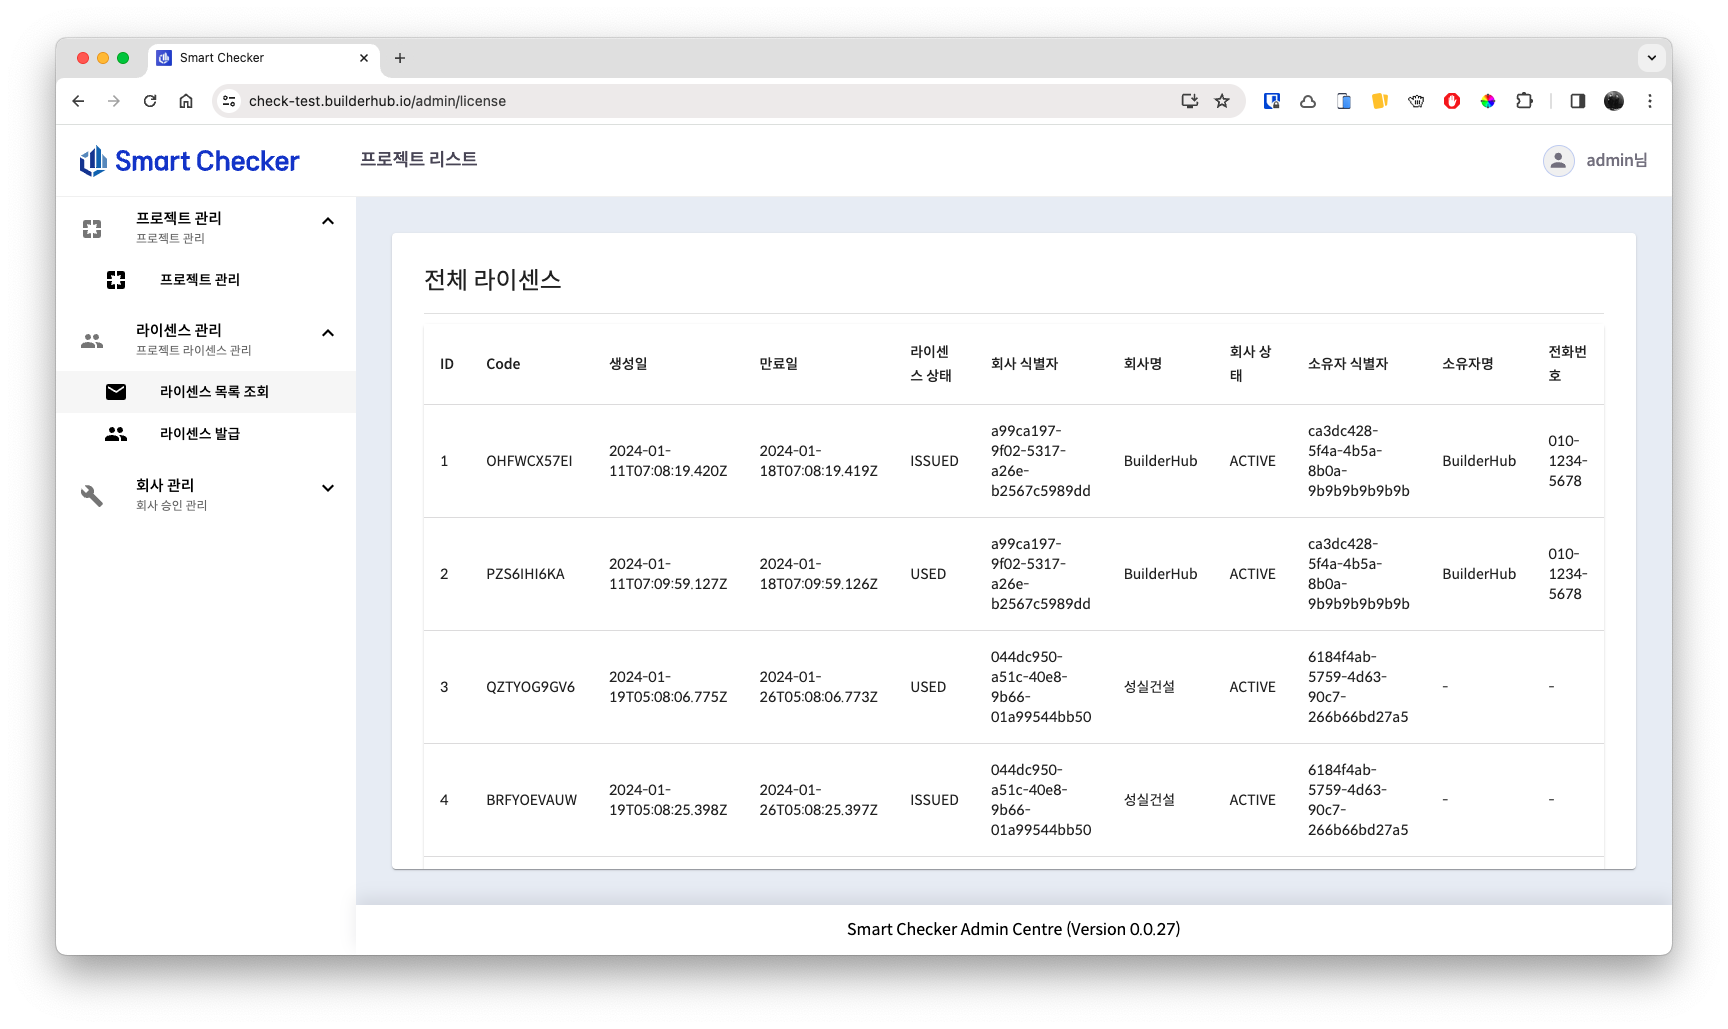 Smart Checker
check-test.builderhub.io/admin/license
Smart Checker
프로젝트 리스트
admin님
프로젝트 관리
프로젝트 관리
프로젝트 관리
라이센스 관리
프로젝트 라이센스 관리
라이센스 목록 조회
라이센스 발급
회사 관리
회사 승인 관리
전체 라이센스
ID
Code
생성일
만료일
라이센
스 상태
회사 식별자
회사명
회사 상
태
소유자 식별자
소유자명
전화번
호
1
OHFWCX57EI
2024-01-
11T07:08:19.420Z
2024-01-
18T07:08:19.419Z
ISSUED
a99ca197-
9f02-5317-
a26e-
b2567c5989dd
BuilderHub
ACTIVE
ca3dc428-
5f4a-4b5a-
8b0a-
9b9b9b9b9b9b
BuilderHub
010-
1234-
5678
2
PZS6IHI6KA
2024-01-
11T07:09:59.127Z
2024-01-
18T07:09:59.126Z
USED
a99ca197-
9f02-5317-
a26e-
b2567c5989dd
BuilderHub
ACTIVE
ca3dc428-
5f4a-4b5a-
8b0a-
9b9b9b9b9b9b
BuilderHub
010-
1234-
5678
3
QZTYOG9GV6
2024-01-
19T05:08:06.775Z
2024-01-
26T05:08:06.773Z
USED
044dc950-
a51c-40e8-
9b66-
01a99544bb50
성실건설
ACTIVE
6184f4ab-
5759-4d63-
90c7-
266b66bd27a5
-
-
4
BRFYOEVAUW
2024-01-
19T05:08:25.398Z
2024-01-
26T05:08:25.397Z
ISSUED
044dc950-
a51c-40e8-
9b66-
01a99544bb50
성실건설
ACTIVE
6184f4ab-
5759-4d63-
90c7-
266b66bd27a5
-
-
Smart Checker Admin Centre (Version 0.0.27)